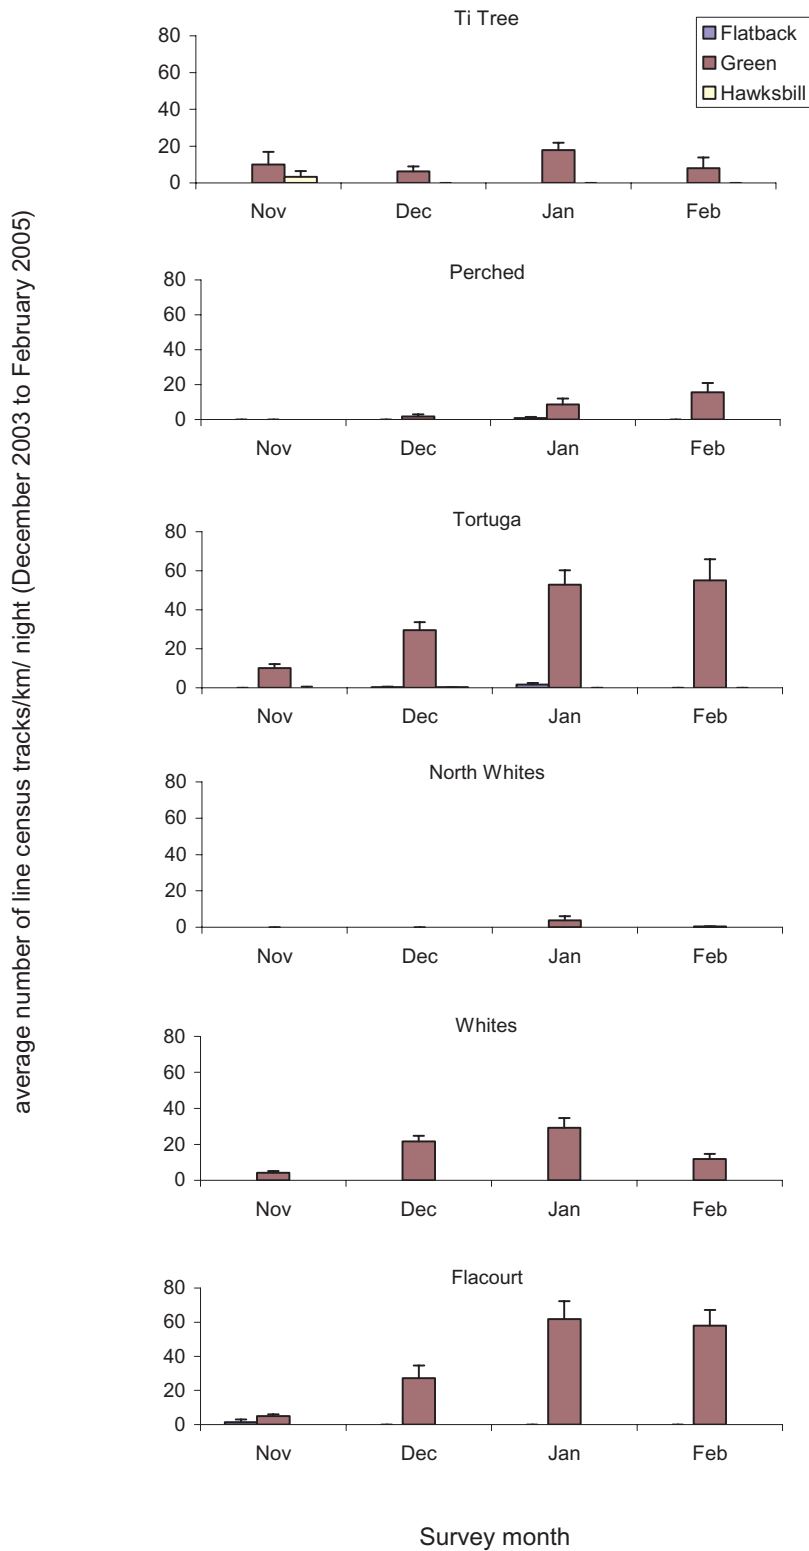 Ti Tree
Flatback
Green
Hawksbill
80
60
40
20
0
Nov Dec Jan Feb
Perched
80
60
40
20
0
Nov Dec Jan Feb
Tortuga
80
60
40
20
0
Nov Dec Jan Feb
North Whites
80
60
40
20
0
Nov Dec Jan Feb
Whites
80
60
40
20
0
Nov Dec Jan Feb
Flacourt
80
60
40
20
0
Nov Dec Jan Feb
average number of line census tracks/km/ night (December 2003 to February 2005)
Survey month